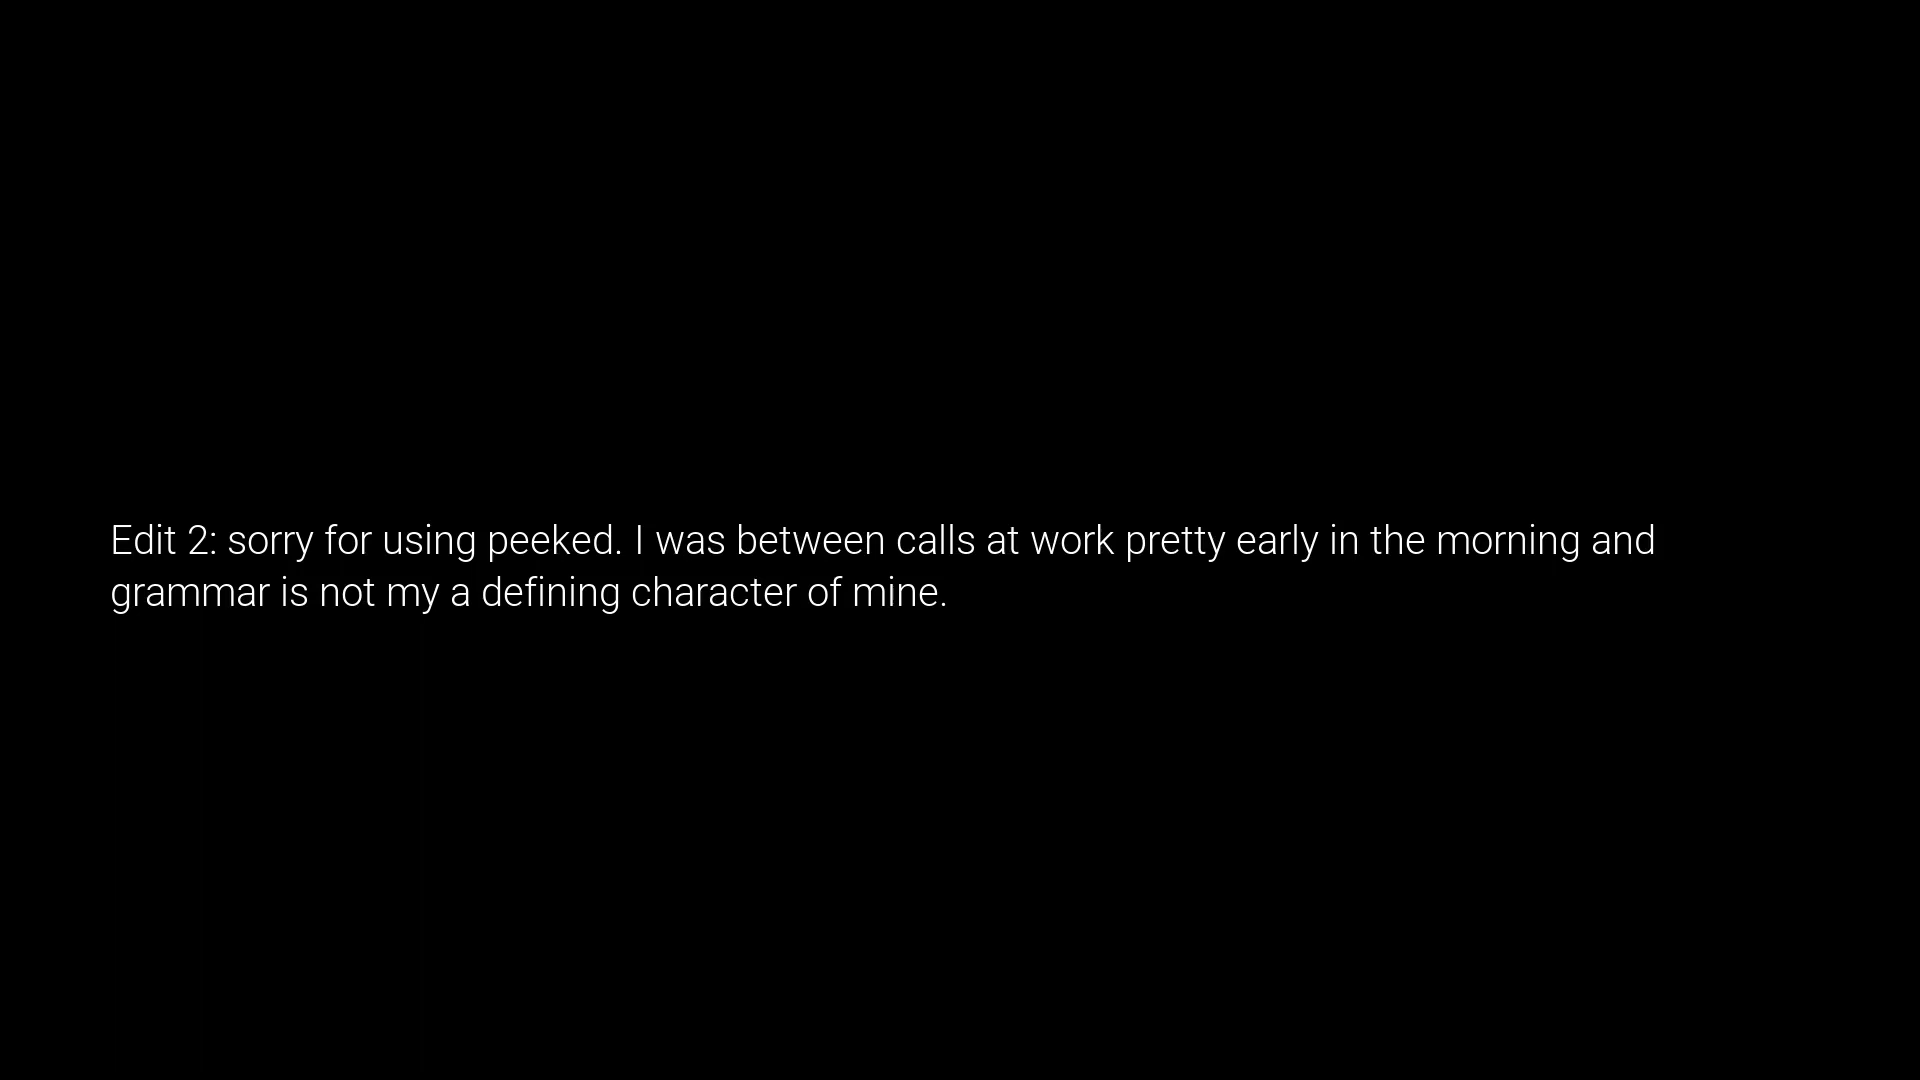 Edit 2: sorry for using peeked. I was between calls at work pretty early in the morning and
grammar is not my a defining character of mine.